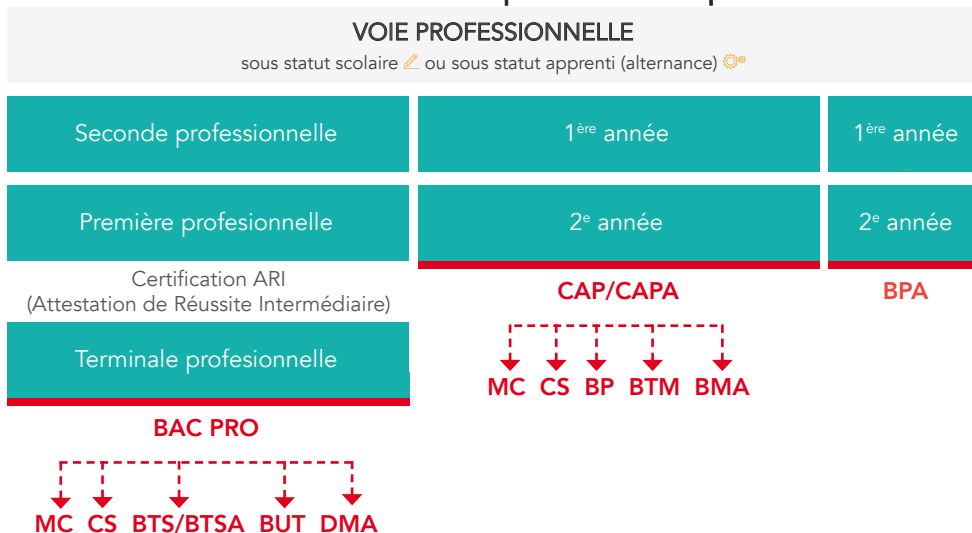 VOIE PROFESSIONNELLE
sous statut scolaire ou sous statut apprenti (alternance)
Seconde professionnelle
1ère année
1ère année
Première profesionnelle
2e année
2e année
Certification ARI
(Attestation de Réussite Intermédiaire)
CAP/CAPA
BPA
Terminale profesionnelle
MC CS BP BTM BMA
BAC PRO
MC CS BTS/BTSA BUT DMA